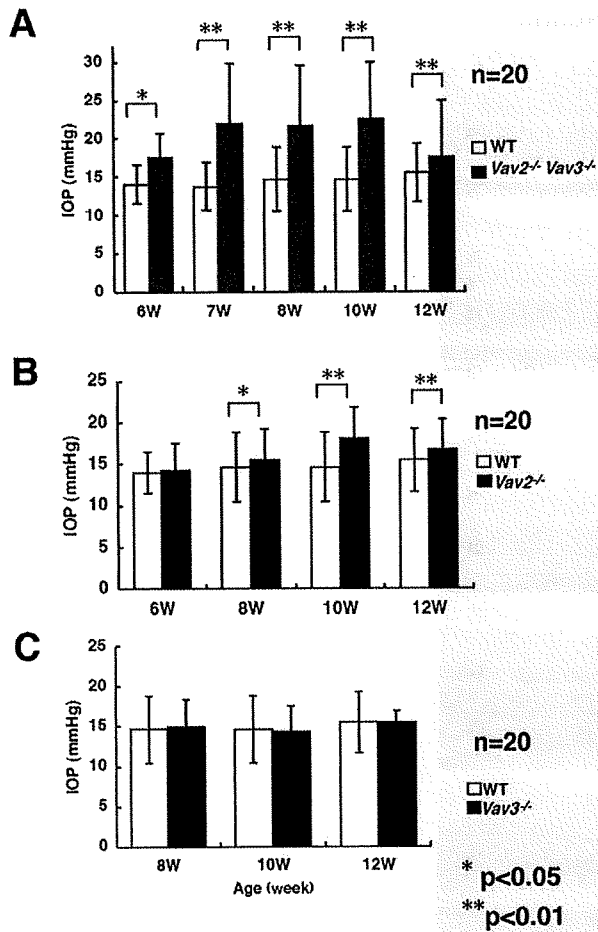 A
** ** ** **
*
30
25
20
15
10
5
0
IOP (mmHg)
6W 7W 8W 10W 12W
n=20
WT
Vav2-/- Vav3-/-
B
* ** **
25
20
15
10
5
0
IOP (mmHg)
6W 8W 10W 12W
n=20
WT
Vav2-/-
C
25
20
15
10
5
0
IOP (mmHg)
8W 10W 12W
Age (week)
n=20
WT
Vav3-/-
* p<0.05
** p<0.01